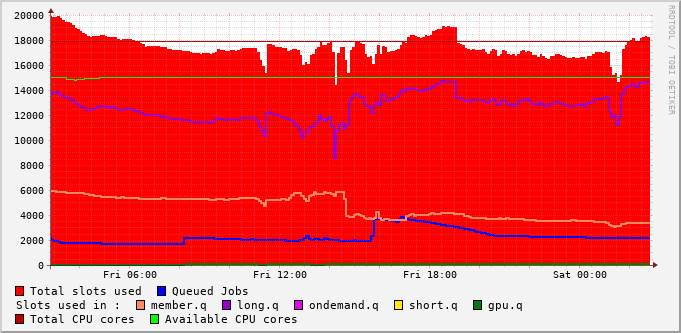 RRDTOOL / TOBI OETIKER
20000
18000
16000
14000
12000
10000
8000
6000
4000
2000
0
Fri 06:00 Fri 12:00 Fri 18:00 Sat 00:00
Total slots used Queued Jobs
Slots used in : member.q long.q ondemand.q short.q gpu.q
Total CPU cores Available CPU cores